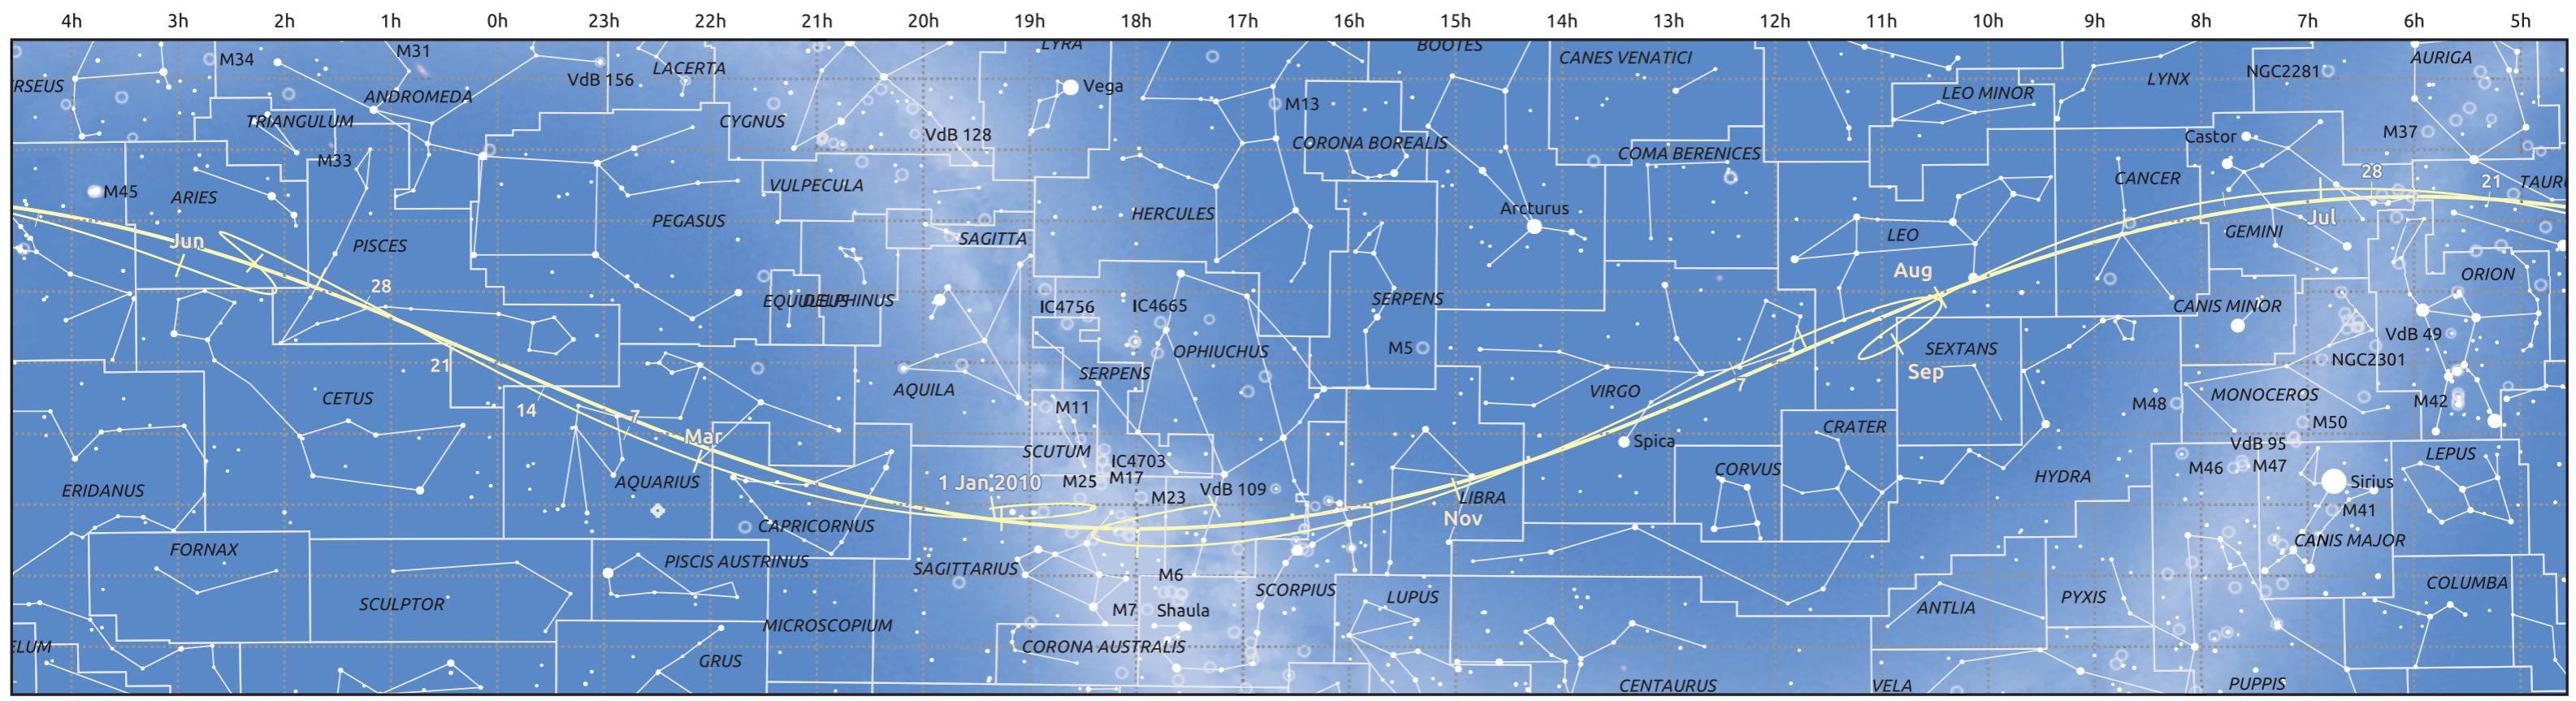 4h 3h 2h 1h 0h 23h 22h 21h 20h 19h 18h 17h 16h 15h 14h 13h 12h 11h 10h 9h 8h 7h 6h 5h
LYRA
BOOTES
M31
M34
CANES VENATICI
AURIGA
LACERTA
VdB 156
NGC2281
LYNX
RSEUS
Vega
ANDROMEDA
LEO MINOR
M13
TRIANGULUM
CYGNUS
VdB 128
M37
Castor
CORONA BOREALIS
COMA BERENICES
M33
28
CANCER
21
TAURU
VULPECULA
M45
ARIES
Arcturus
HERCULES
Jul
PEGASUS
GEMINI
LEO
SAGITTA
Jun
PISCES
Aug
ORION
28
SERPENS
EQUULEUS
DELPHINUS
IC4756
IC4665
CANIS MINOR
VdB 49
M5
SEXTANS
OPHIUCHUS
NGC2301
21
SERPENS
Sep
7
AQUILA
VIRGO
MONOCEROS
CETUS
M48
M42
14
M11
7
M50
CRATER
Mar
Spica
VdB 95
SCUTUM
LEPUS
IC4703
M46
M47
CORVUS
M17
HYDRA
AQUARIUS
1 Jan 2010
M25
Sirius
ERIDANUS
VdB 109
M23
LIBRA
M41
Nov
CAPRICORNUS
CANIS MAJOR
FORNAX
PISCIS AUSTRINUS
SAGITTARIUS
M6
COLUMBA
SCORPIUS
LUPUS
PYXIS
SCULPTOR
ANTLIA
M7
Shaula
MICROSCOPIUM
ELUM
CORONA AUSTRALIS
GRUS
CENTAURUS
VELA
PUPPIS